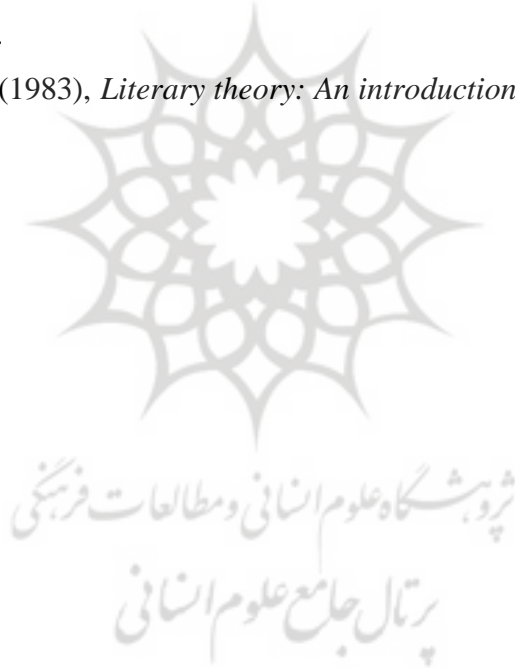 .
(1983), Literary theory: An introduction
پژوهشگاه علوم انسانی و مطالعات فرهنگی
پرتال جامع علوم انسانی